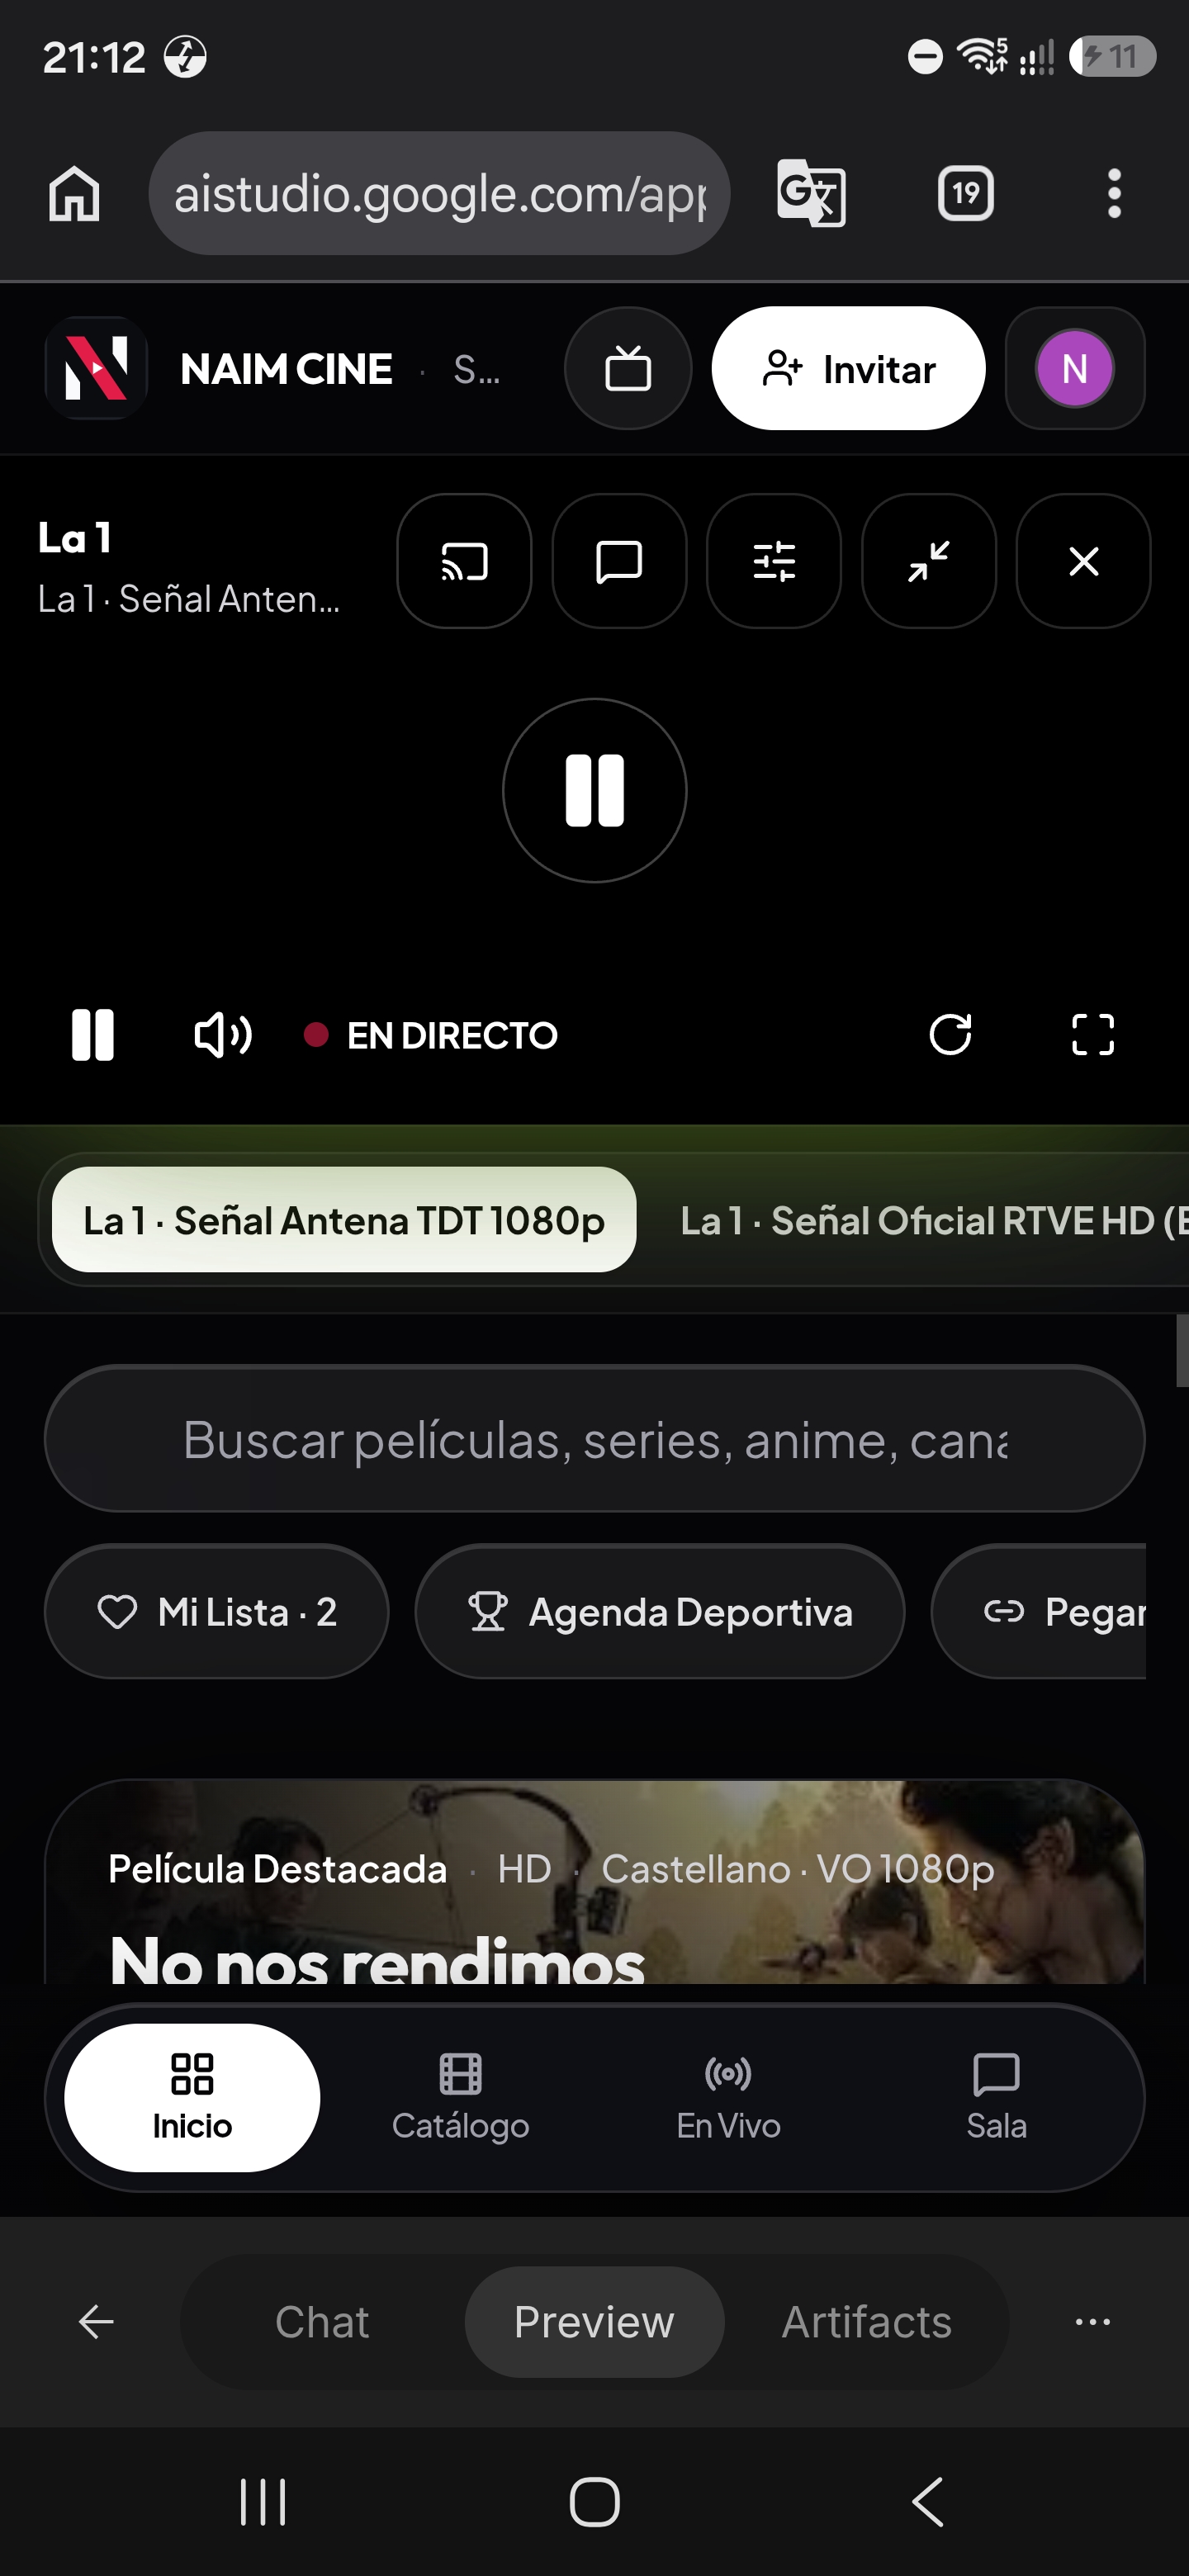 21:12
5
11
aistudio.google.com/app
19
NAIM CINE · S...
Invitar
N
La 1
La 1 · Señal Anten...
EN DIRECTO
La 1 · Señal Antena TDT 1080p
La 1 · Señal Oficial RTVE HD (E
Buscar películas, series, anime, cana
Mi Lista · 2
Agenda Deportiva
Pegar
Película Destacada · HD · Castellano · VO 1080p
No nos rendimos
Inicio
Catálogo
En Vivo
Sala
Chat
Preview
Artifacts